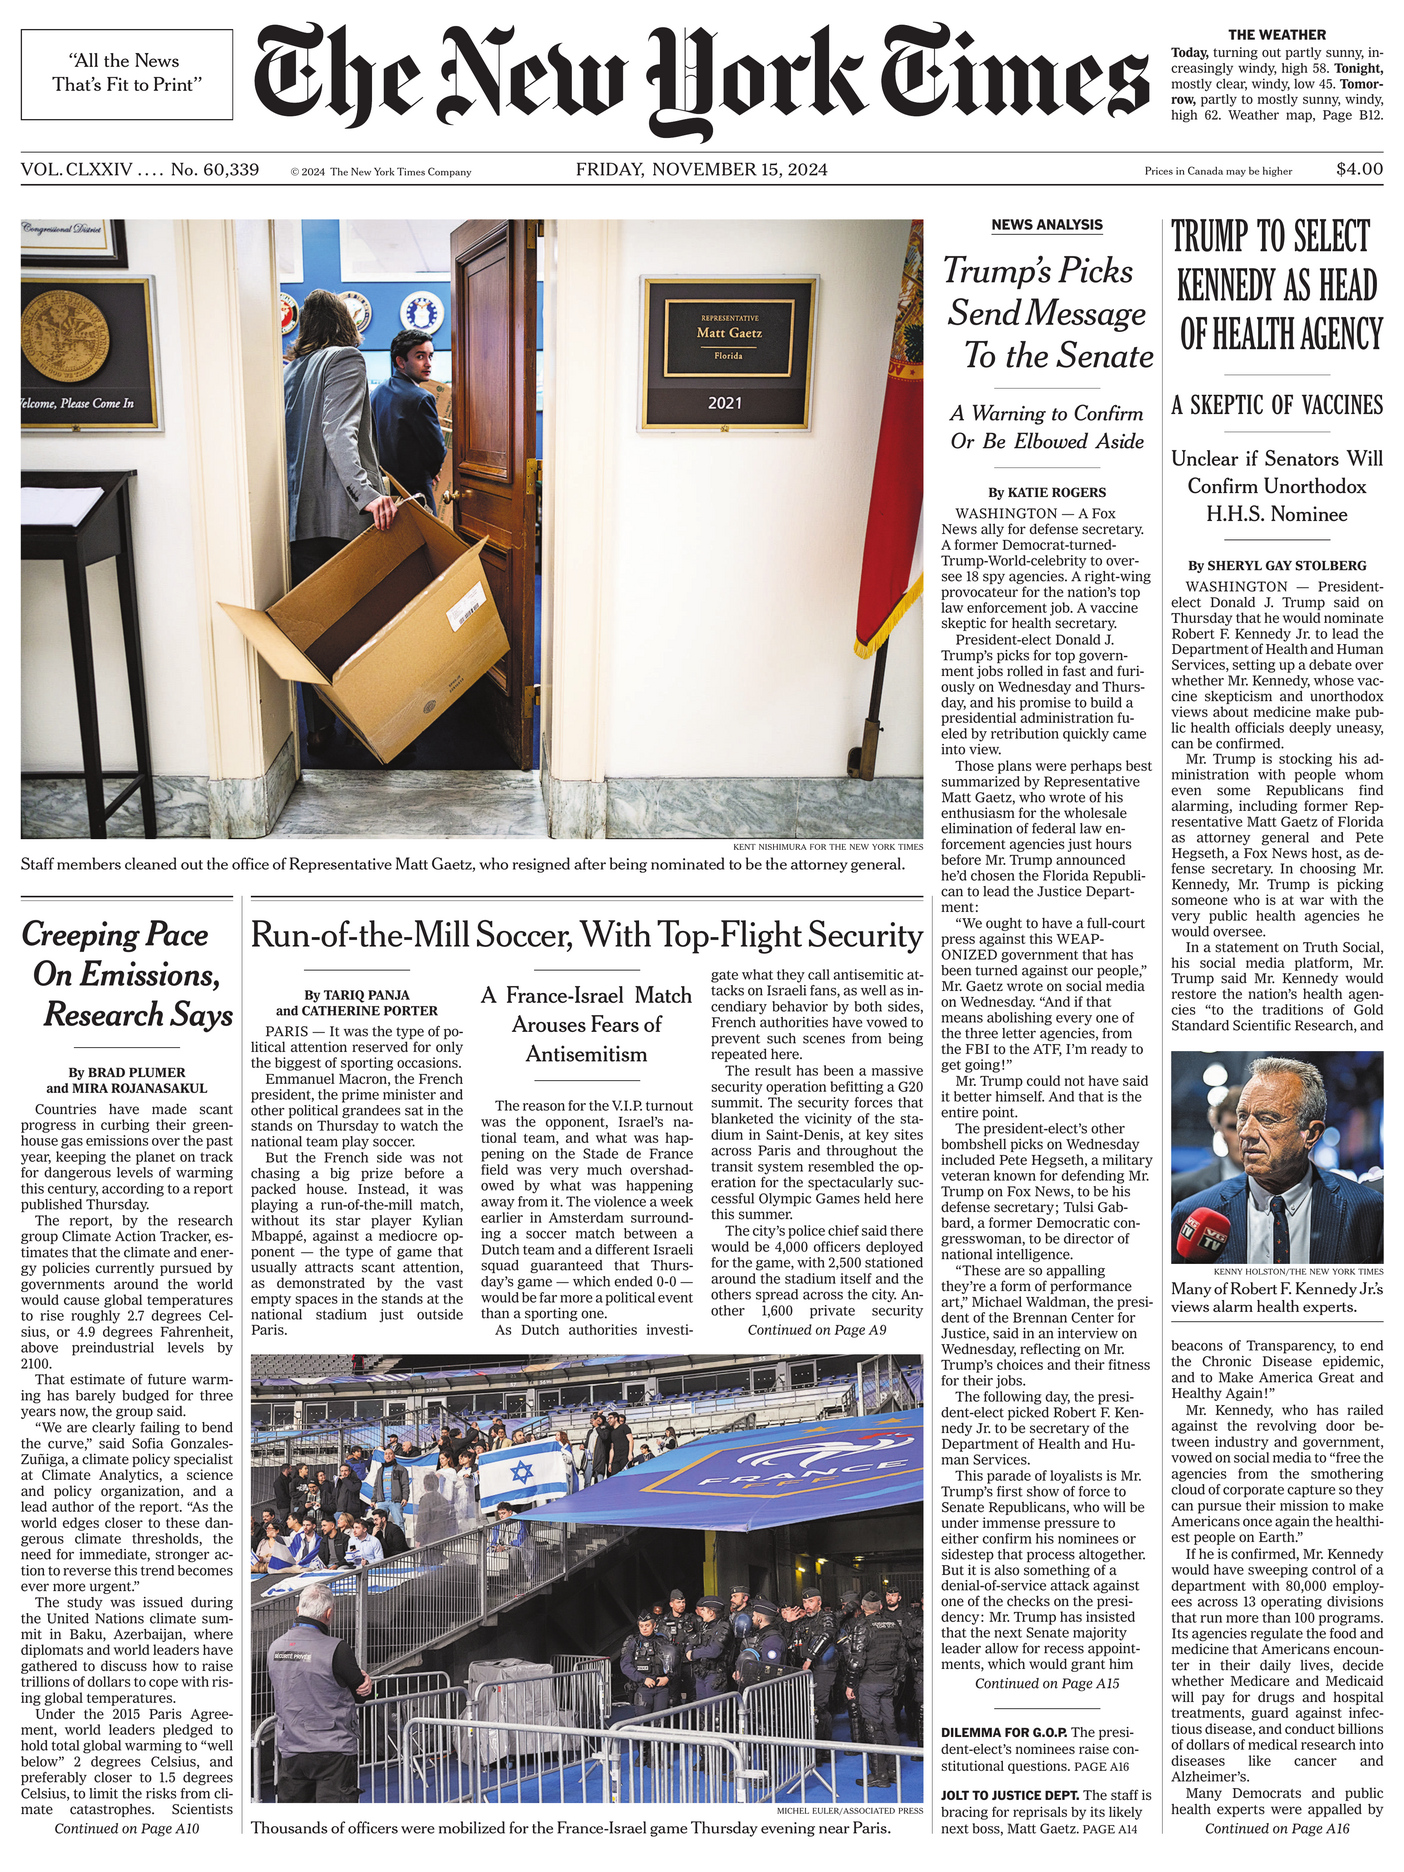 "All the News
That's Fit to Print"
The New York Times
THE WEATHER
Today, turning out partly sunny, in-
creasingly windy, high 58. Tonight,
mostly clear, windy, low 45. Tomor-
row, partly to mostly sunny, windy,
high 62. Weather map, Page B12.
VOL. CLXXIV .... No. 60,339
© 2024 The New York Times Company
FRIDAY, NOVEMBER 15, 2024
Prices in Canada may be higher
$4.00
Congressional District
Welcome, Please Come In
REPRESENTATIVE
Matt Gaetz
Florida
2021
KENT NISHIMURA FOR THE NEW YORK TIMES
Staff members cleaned out the office of Representative Matt Gaetz, who resigned after being nominated to be the attorney general.
Creeping Pace
On Emissions,
Research Says
By BRAD PLUMER
and MIRA ROJANASAKUL
Countries have made scant
progress in curbing their green-
house gas emissions over the past
year, keeping the planet on track
for dangerous levels of warming
this century, according to a report
published Thursday.
The report, by the research
group Climate Action Tracker, es-
timates that the climate and ener-
gy policies currently pursued by
governments around the world
would cause global temperatures
to rise roughly 2.7 degrees Cel-
sius, or 4.9 degrees Fahrenheit,
above preindustrial levels by
2100.
That estimate of future warm-
ing has barely budged for three
years now, the group said.
"We are clearly failing to bend
the curve," said Sofia Gonzales-
Zuñiga, a climate policy specialist
at Climate Analytics, a science
and policy organization, and a
lead author of the report. "As the
world edges closer to these dan-
gerous climate thresholds, the
need for immediate, stronger ac-
tion to reverse this trend becomes
ever more urgent."
The study was issued during
the United Nations climate sum-
mit in Baku, Azerbaijan, where
diplomats and world leaders have
gathered to discuss how to raise
trillions of dollars to cope with ris-
ing global temperatures.
Under the 2015 Paris Agree-
ment, world leaders pledged to
hold total global warming to "well
below" 2 degrees Celsius, and
preferably closer to 1.5 degrees
Celsius, to limit the risks from cli-
mate catastrophes. Scientists
Continued on Page A10
Run-of-the-Mill Soccer, With Top-Flight Security
By TARIQ PANJA
and CATHERINE PORTER
PARIS — It was the type of po-
litical attention reserved for only
the biggest of sporting occasions.
Emmanuel Macron, the French
president, the prime minister and
other political grandees sat in the
stands on Thursday to watch the
national team play soccer.
But the French side was not
chasing a big prize before a
packed house. Instead, it was
playing a run-of-the-mill match,
without its star player Kylian
Mbappé, against a mediocre op-
ponent — the type of game that
usually attracts scant attention,
as demonstrated by the vast
empty spaces in the stands at the
national stadium just outside
Paris.
A France-Israel Match
Arouses Fears of
Antisemitism
The reason for the V.I.P. turnout
was the opponent, Israel's na-
tional team, and what was hap-
pening on the Stade de France
field was very much overshad-
owed by what was happening
away from it. The violence a week
earlier in Amsterdam surround-
ing a soccer match between a
Dutch team and a different Israeli
squad guaranteed that Thurs-
day's game — which ended 0-0 —
would be far more a political event
than a sporting one.
As Dutch authorities investi-
gate what they call antisemitic at-
tacks on Israeli fans, as well as in-
cendiary behavior by both sides,
French authorities have vowed to
prevent such scenes from being
repeated here.
The result has been a massive
security operation befitting a G20
summit. The security forces that
blanketed the vicinity of the sta-
dium in Saint-Denis, at key sites
across Paris and throughout the
transit system resembled the op-
eration for the spectacularly suc-
cessful Olympic Games held here
this summer.
The city's police chief said there
would be 4,000 officers deployed
for the game, with 2,500 stationed
around the stadium itself and the
others spread across the city. An-
other 1,600 private security
Continued on Page A9
FRANCE
FFF
SÉCURITÉ PRIVÉE
MICHEL EULER/ASSOCIATED PRESS
Thousands of officers were mobilized for the France-Israel game Thursday evening near Paris.
NEWS ANALYSIS
Trump's Picks
Send Message
To the Senate
A Warning to Confirm
Or Be Elbowed Aside
By KATIE ROGERS
WASHINGTON — A Fox
News ally for defense secretary.
A former Democrat-turned-
Trump-World-celebrity to over-
see 18 spy agencies. A right-wing
provocateur for the nation's top
law enforcement job. A vaccine
skeptic for health secretary.
President-elect Donald J.
Trump's picks for top govern-
ment jobs rolled in fast and furi-
ously on Wednesday and Thurs-
day, and his promise to build a
presidential administration fu-
eled by retribution quickly came
into view.
Those plans were perhaps best
summarized by Representative
Matt Gaetz, who wrote of his
enthusiasm for the wholesale
elimination of federal law en-
forcement agencies just hours
before Mr. Trump announced
he'd chosen the Florida Republi-
can to lead the Justice Depart-
ment:
"We ought to have a full-court
press against this WEAP-
ONIZED government that has
been turned against our people,"
Mr. Gaetz wrote on social media
on Wednesday. "And if that
means abolishing every one of
the three letter agencies, from
the FBI to the ATF, I'm ready to
get going!"
Mr. Trump could not have said
it better himself. And that is the
entire point.
The president-elect's other
bombshell picks on Wednesday
included Pete Hegseth, a military
veteran known for defending Mr.
Trump on Fox News, to be his
defense secretary; Tulsi Gab-
bard, a former Democratic con-
gresswoman, to be director of
national intelligence.
"These are so appalling
they're a form of performance
art," Michael Waldman, the presi-
dent of the Brennan Center for
Justice, said in an interview on
Wednesday, reflecting on Mr.
Trump's choices and their fitness
for their jobs.
The following day, the presi-
dent-elect picked Robert F. Ken-
nedy Jr. to be secretary of the
Department of Health and Hu-
man Services.
This parade of loyalists is Mr.
Trump's first show of force to
Senate Republicans, who will be
under immense pressure to
either confirm his nominees or
sidestep that process altogether.
But it is also something of a
denial-of-service attack against
one of the checks on the presi-
dency: Mr. Trump has insisted
that the next Senate majority
leader allow for recess appoint-
ments, which would grant him
Continued on Page A15
DILEMMA FOR G.O.P. The presi-
dent-elect's nominees raise con-
stitutional questions. PAGE A16
JOLT TO JUSTICE DEPT. The staff is
bracing for reprisals by its likely
next boss, Matt Gaetz. PAGE A14
TRUMP TO SELECT
KENNEDY AS HEAD
OF HEALTH AGENCY
A SKEPTIC OF VACCINES
Unclear if Senators Will
Confirm Unorthodox
H.H.S. Nominee
By SHERYL GAY STOLBERG
WASHINGTON — President-
elect Donald J. Trump said on
Thursday that he would nominate
Robert F. Kennedy Jr. to lead the
Department of Health and Human
Services, setting up a debate over
whether Mr. Kennedy, whose vac-
cine skepticism and unorthodox
views about medicine make pub-
lic health officials deeply uneasy,
can be confirmed.
Mr. Trump is stocking his ad-
ministration with people whom
even some Republicans find
alarming, including former Rep-
resentative Matt Gaetz of Florida
as attorney general and Pete
Hegseth, a Fox News host, as de-
fense secretary. In choosing Mr.
Kennedy, Mr. Trump is picking
someone who is at war with the
very public health agencies he
would oversee.
In a statement on Truth Social,
his social media platform, Mr.
Trump said Mr. Kennedy would
restore the nation's health agen-
cies "to the traditions of Gold
Standard Scientific Research, and
VG
TV
VG
TV
KENNY HOLSTON/THE NEW YORK TIMES
Many of Robert F. Kennedy Jr.'s
views alarm health experts.
beacons of Transparency, to end
the Chronic Disease epidemic,
and to Make America Great and
Healthy Again!"
Mr. Kennedy, who has railed
against the revolving door be-
tween industry and government,
vowed on social media to "free the
agencies from the smothering
cloud of corporate capture so they
can pursue their mission to make
Americans once again the healthi-
est people on Earth."
If he is confirmed, Mr. Kennedy
would have sweeping control of a
department with 80,000 employ-
ees across 13 operating divisions
that run more than 100 programs.
Its agencies regulate the food and
medicine that Americans encoun-
ter in their daily lives, decide
whether Medicare and Medicaid
will pay for drugs and hospital
treatments, guard against infec-
tious disease, and conduct billions
of dollars of medical research into
diseases like cancer and
Alzheimer's.
Many Democrats and public
health experts were appalled by
Continued on Page A16